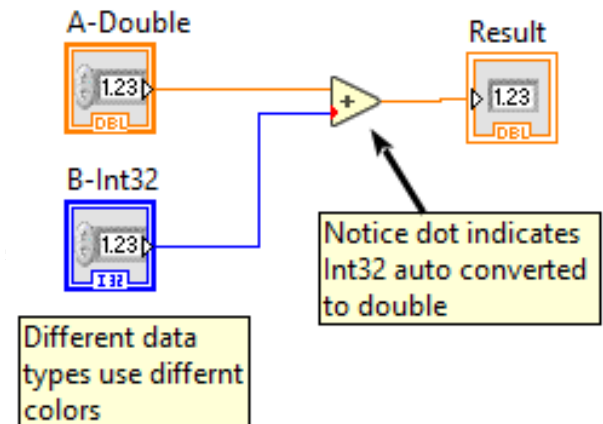 A-Double
1.23
DBL
Result
1.23
DBL
+
B-Int32
1.23
I32
Notice dot indicates
Int32 auto converted
to double
Different data
types use differnt
colors